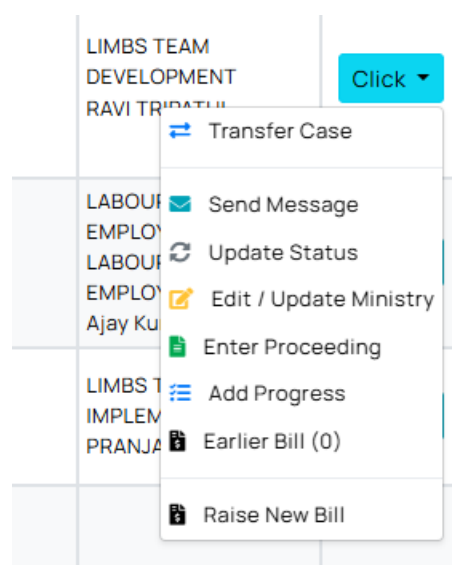 LIMBS TEAM
DEVELOPMENT
RAVI
Click
Transfer Case
Send Message
Update Status
Edit / Update Ministry
Enter Proceeding
Add Progress
Earlier Bill (0)
Raise New Bill
LABOUR
EMPLOY
LABOUR
EMPLOY
Ajay Ku
LIMBS T
IMPLEM
PRANJA